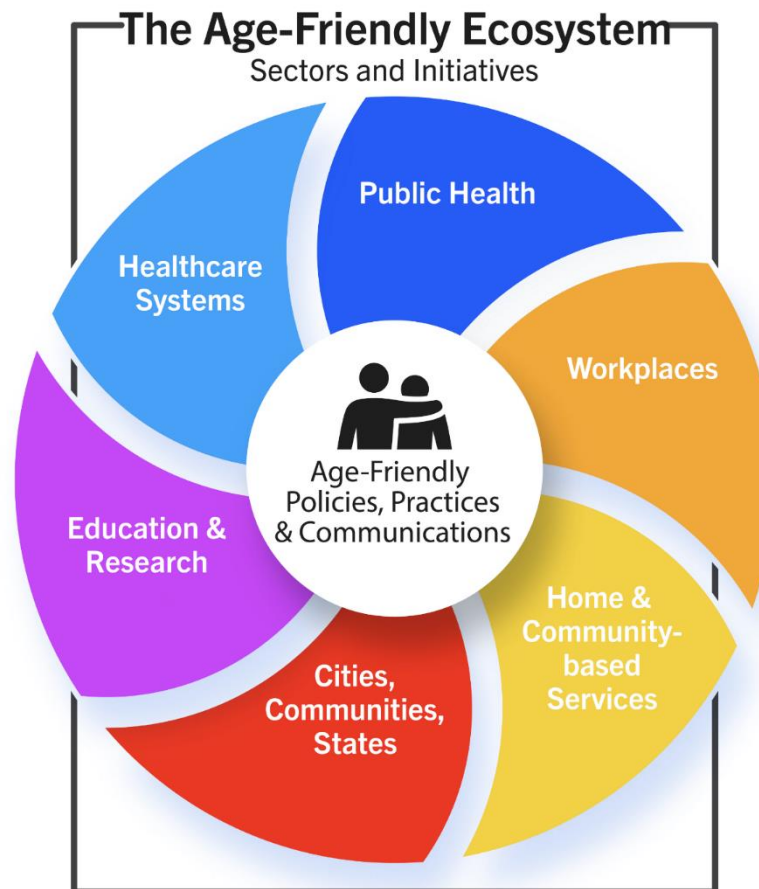 The Age-Friendly Ecosystem
Sectors and Initiatives
Public Health
Healthcare
Systems
Workplaces
Age-Friendly
Policies, Practices
& Communications
Education &
Research
Home &
Community-
based
Services
Cities,
Communities,
States